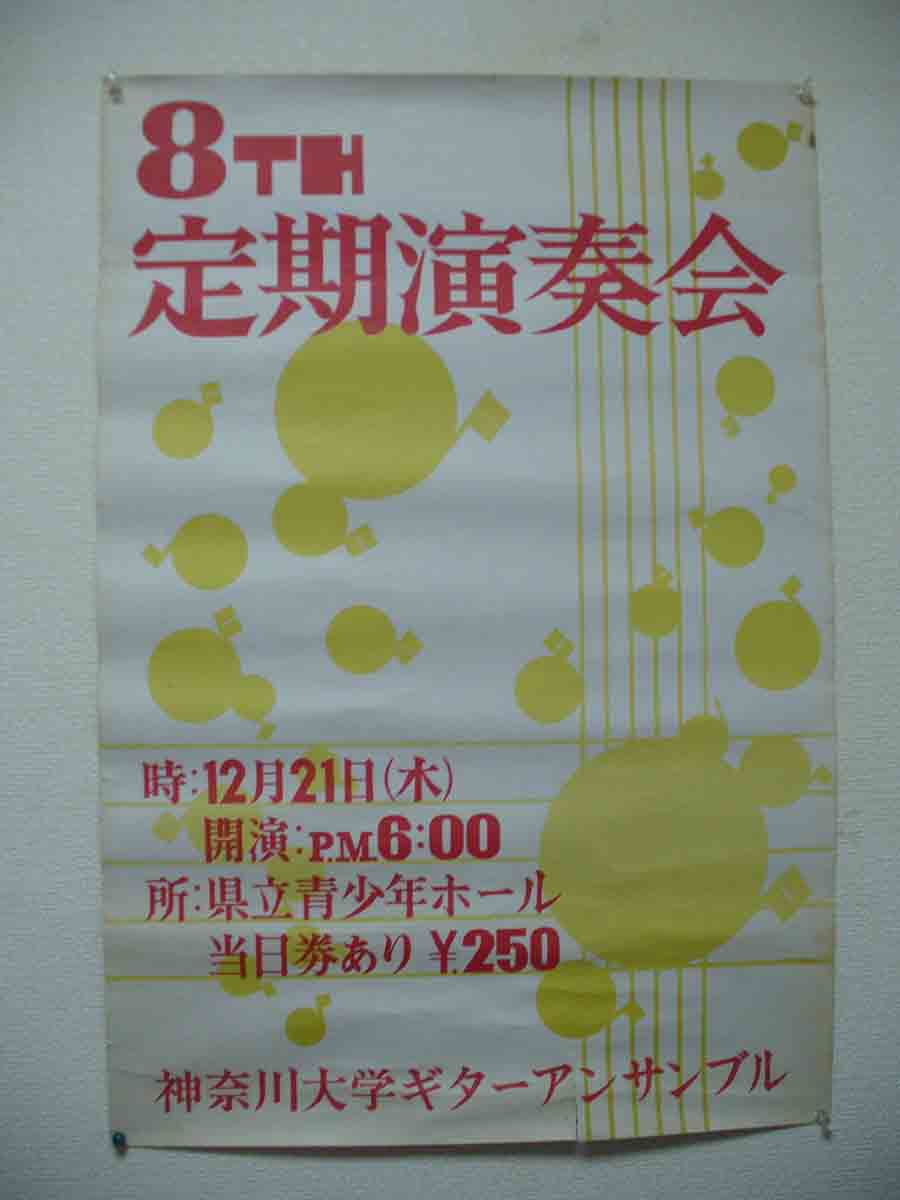 8TH
定期演奏会
時:12月21日(木)
開演:P.M.6:00
所:県立青少年ホール
当日券あり ¥.250
神奈川大学ギターアンサンブル